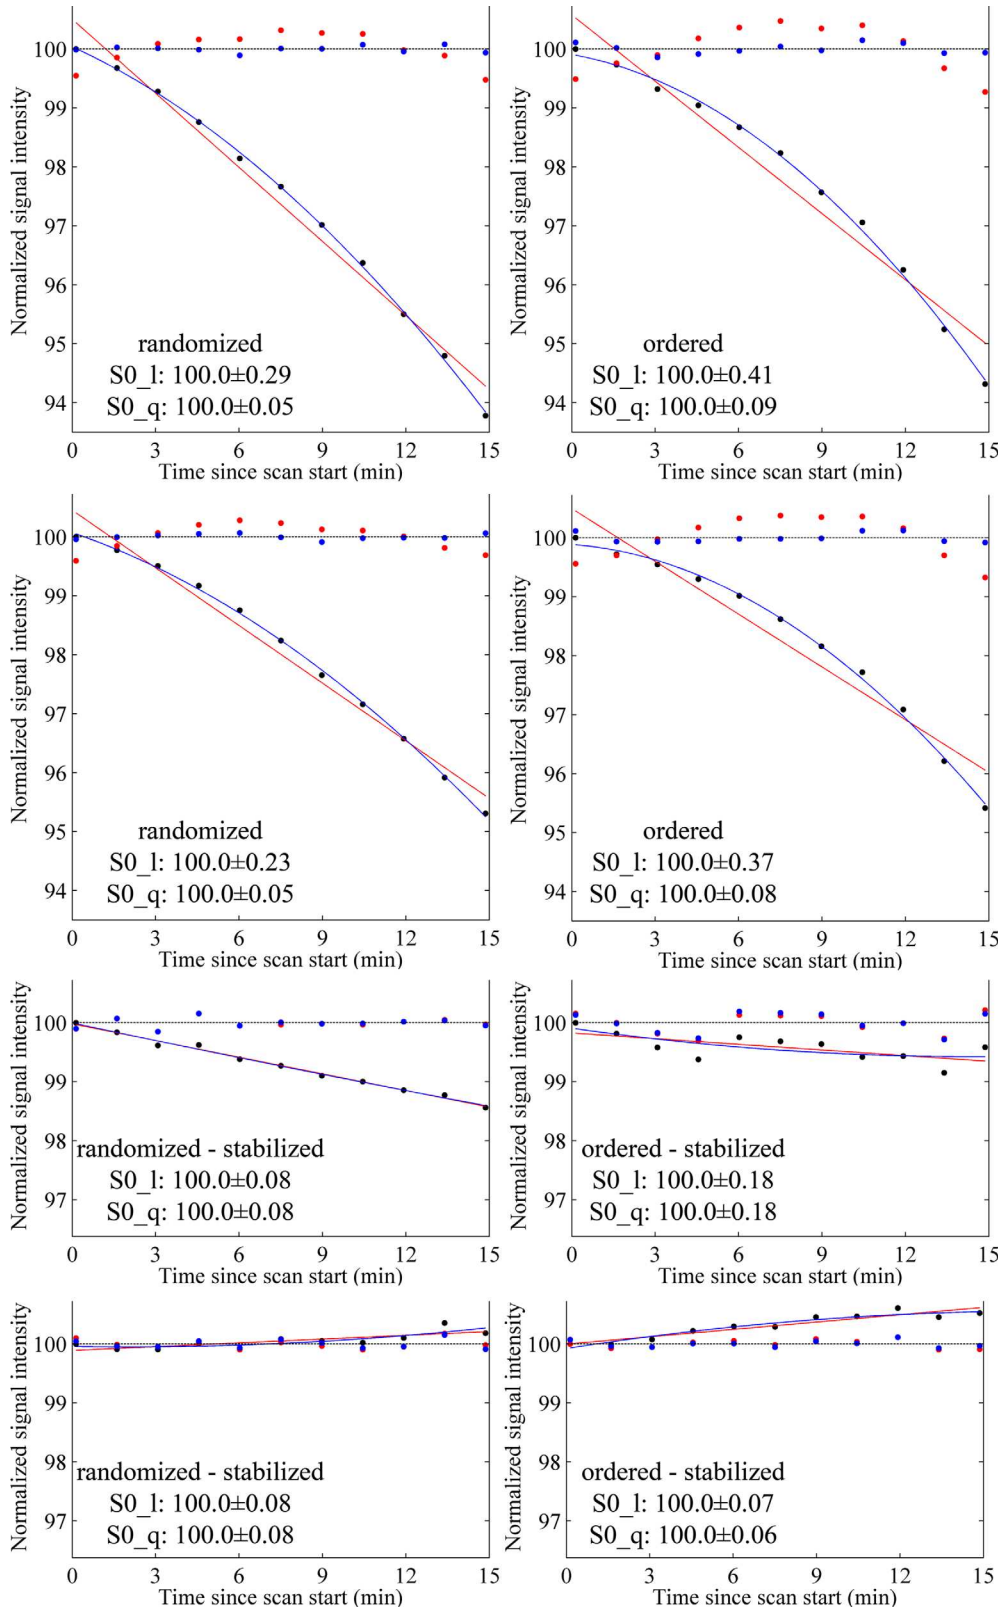 Normalized signal intensity
100
99
98
97
96
95
94
randomized
S0_l: 100.0±0.29
S0_q: 100.0±0.05
0 3 6 9 12 15
Time since scan start (min)
Normalized signal intensity
100
99
98
97
96
95
94
ordered
S0_l: 100.0±0.41
S0_q: 100.0±0.09
0 3 6 9 12 15
Time since scan start (min)
Normalized signal intensity
100
99
98
97
96
95
94
randomized
S0_l: 100.0±0.23
S0_q: 100.0±0.05
0 3 6 9 12 15
Time since scan start (min)
Normalized signal intensity
100
99
98
97
96
95
94
ordered
S0_l: 100.0±0.37
S0_q: 100.0±0.08
0 3 6 9 12 15
Time since scan start (min)
Normalized signal intensity
100
99
98
97
randomized - stabilized
S0_l: 100.0±0.08
S0_q: 100.0±0.08
0 3 6 9 12 15
Time since scan start (min)
Normalized signal intensity
100
99
98
97
ordered - stabilized
S0_l: 100.0±0.18
S0_q: 100.0±0.18
0 3 6 9 12 15
Time since scan start (min)
Normalized signal intensity
100
99
98
97
randomized - stabilized
S0_l: 100.0±0.08
S0_q: 100.0±0.08
0 3 6 9 12 15
Time since scan start (min)
Normalized signal intensity
100
99
98
97
ordered - stabilized
S0_l: 100.0±0.07
S0_q: 100.0±0.06
0 3 6 9 12 15
Time since scan start (min)